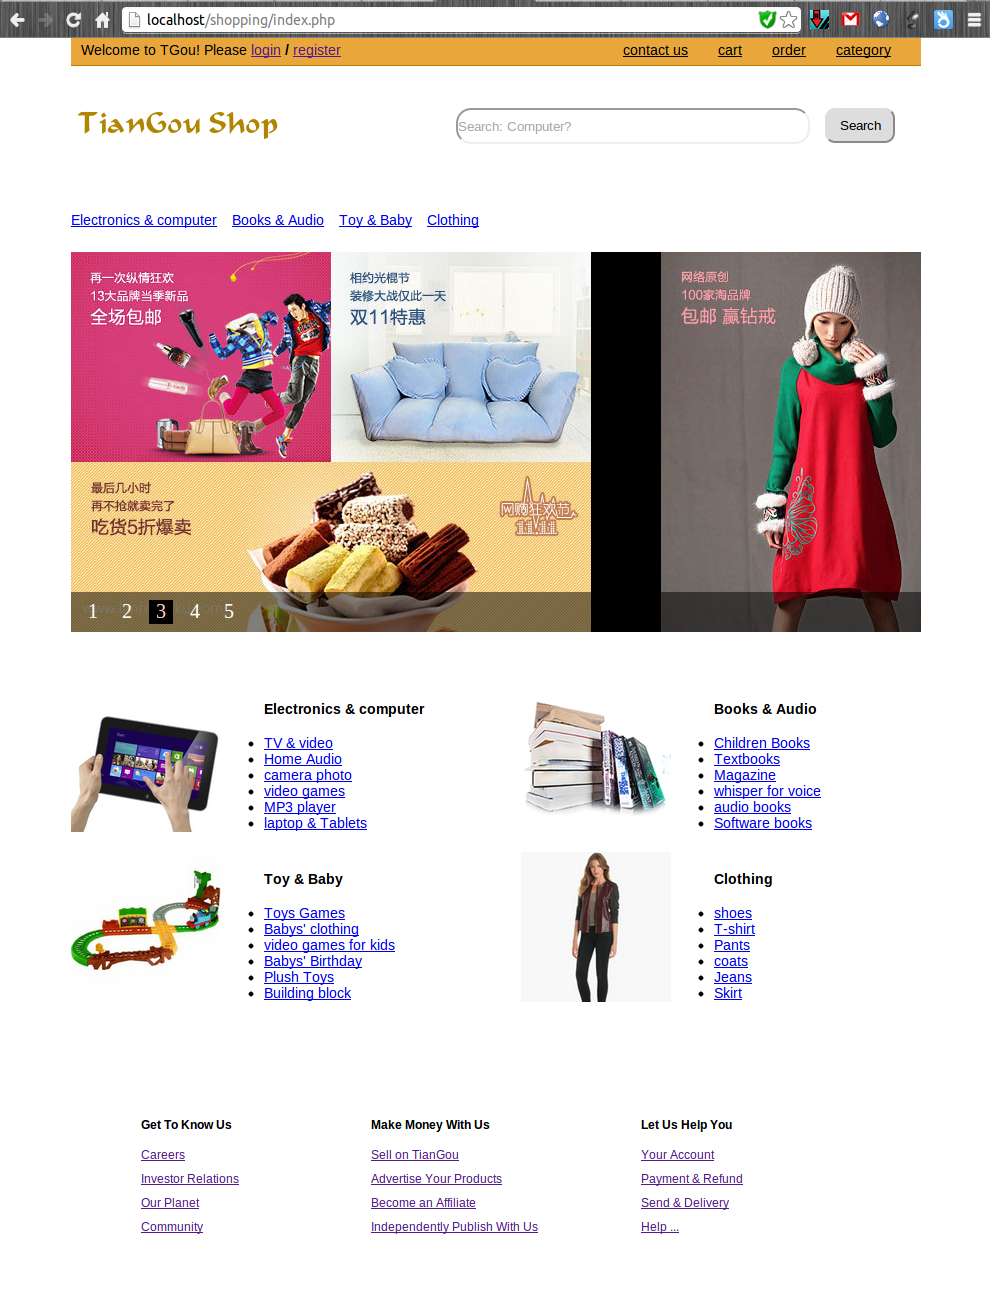 localhost/shopping/index.php
Welcome to TGou! Please login / register
contact us cart order category
TianGou Shop
Search: Computer?
Search
Electronics & computer Books & Audio Toy & Baby Clothing
再一次纵情狂欢
13大品牌当季新品
全场包邮
相约光棍节
装修大战仅此一天
双11特惠
网络原创
100家淘品牌
包邮 赢钻戒
最后几小时
再不抢就卖完了
吃货5折爆卖
网购狂欢节
1 2 3 4 5
Electronics & computer
TV & video
Home Audio
camera photo
video games
MP3 player
laptop & Tablets
Books & Audio
Children Books
Textbooks
Magazine
whisper for voice
audio books
Software books
Toy & Baby
Toys Games
Babys' clothing
video games for kids
Babys' Birthday
Plush Toys
Building block
Clothing
shoes
T-shirt
Pants
coats
Jeans
Skirt
Get To Know Us
Careers
Investor Relations
Our Planet
Community
Make Money With Us
Sell on TianGou
Advertise Your Products
Become an Affiliate
Independently Publish With Us
Let Us Help You
Your Account
Payment & Refund
Send & Delivery
Help ...